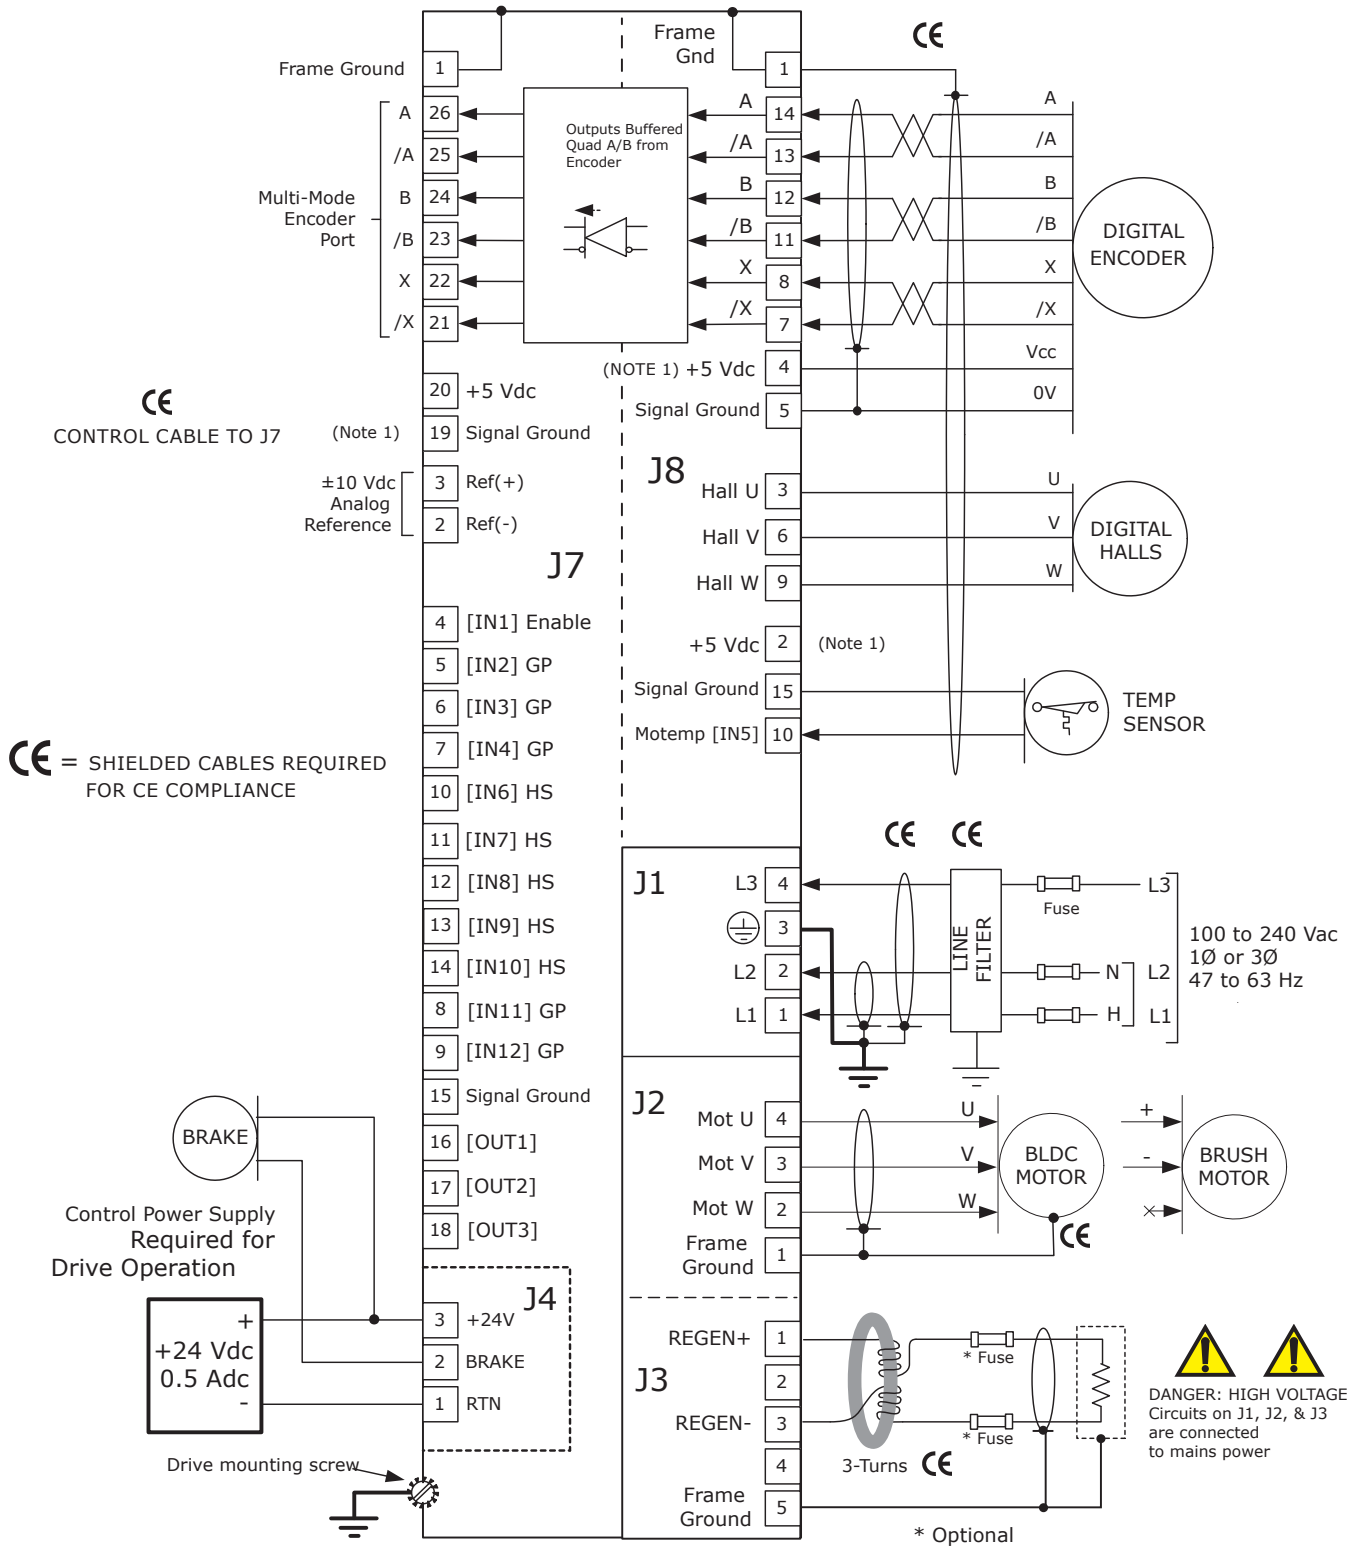 Frame Ground
1
A
26
/A
25
B
24
/B
23
X
22
/X
21
Multi-Mode
Encoder
Port
Outputs Buffered
Quad A/B from
Encoder
Frame
Gnd
1
A
14
/A
13
B
12
/B
11
X
8
/X
7
(NOTE 1) +5 Vdc
4
Signal Ground
5
CE
A
/A
B
/B
X
/X
Vcc
0V
DIGITAL
ENCODER
CE
CONTROL CABLE TO J7
20
+5 Vdc
(Note 1)
19
Signal Ground
±10 Vdc
Analog
Reference
3
Ref(+)
2
Ref(-)
J7
J8
Hall U
3
Hall V
6
Hall W
9
U
V
W
DIGITAL
HALLS
+5 Vdc
2
(Note 1)
Signal Ground
15
Motemp [IN5]
10
TEMP
SENSOR
4
[IN1] Enable
5
[IN2] GP
6
[IN3] GP
7
[IN4] GP
10
[IN6] HS
11
[IN7] HS
12
[IN8] HS
13
[IN9] HS
14
[IN10] HS
8
[IN11] GP
9
[IN12] GP
15
Signal Ground
16
[OUT1]
17
[OUT2]
18
[OUT3]
CE = SHIELDED CABLES REQUIRED
FOR CE COMPLIANCE
CE CE
J1
L3
4
3
L2
2
L1
1
LINE
FILTER
Fuse
L3
N
L2
H
L1
100 to 240 Vac
1Ø or 3Ø
47 to 63 Hz
J2
Mot U
4
Mot V
3
Mot W
2
Frame
Ground
1
U
V
W
BLDC
MOTOR
CE
+
-
BRUSH
MOTOR
BRAKE
Control Power Supply
Required for
Drive Operation
+
+24 Vdc
0.5 Adc
-
J4
3
+24V
2
BRAKE
1
RTN
Drive mounting screw
J3
REGEN+
1
2
REGEN-
3
4
Frame
Ground
5
* Fuse
* Fuse
3-Turns CE
* Optional
DANGER: HIGH VOLTAGE
Circuits on J1, J2, & J3
are connected
to mains power